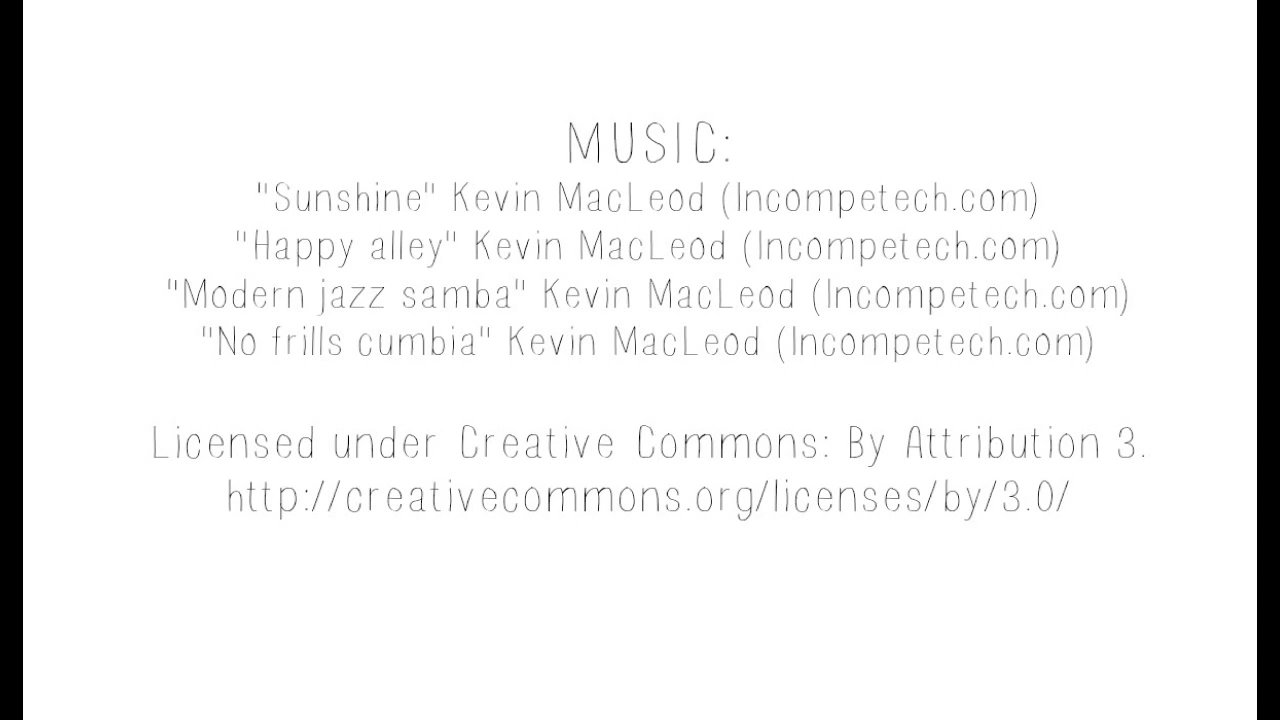 MUSIC:
"Sunshine" Kevin MacLeod (Incompetech.com)
"Happy alley" Kevin MacLeod (Incompetech.com)
"Modern jazz samba" Kevin MacLeod (Incompetech.com)
"No frills cumbia" Kevin MacLeod (Incompetech.com)
Licensed under Creative Commons: By Attribution 3.
http://creativecommons.org/licenses/by/3.0/